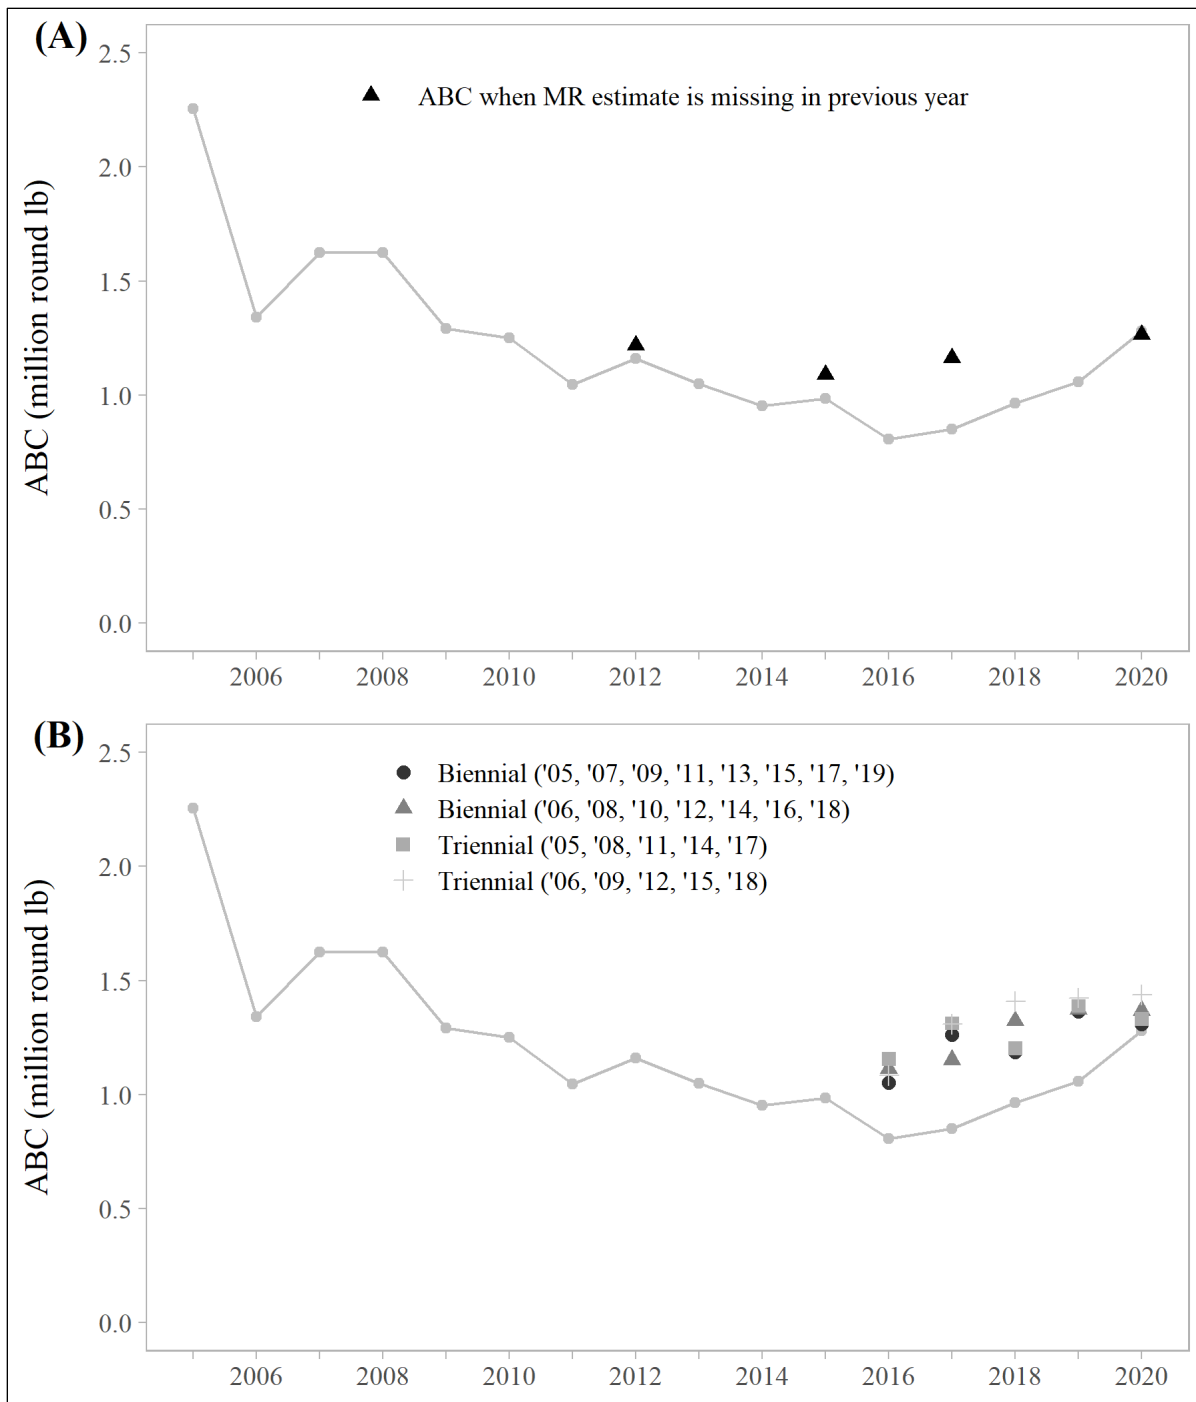 (A)
ABC (million round lb)
2.5
2.0
1.5
1.0
0.5
0.0
ABC when MR estimate is missing in previous year
2006 2008 2010 2012 2014 2016 2018 2020
(B)
ABC (million round lb)
2.5
2.0
1.5
1.0
0.5
0.0
Biennial ('05, '07, '09, '11, '13, '15, '17, '19)
Biennial ('06, '08, '10, '12, '14, '16, '18)
Triennial ('05, '08, '11, '14, '17)
Triennial ('06, '09, '12, '15, '18)
2006 2008 2010 2012 2014 2016 2018 2020